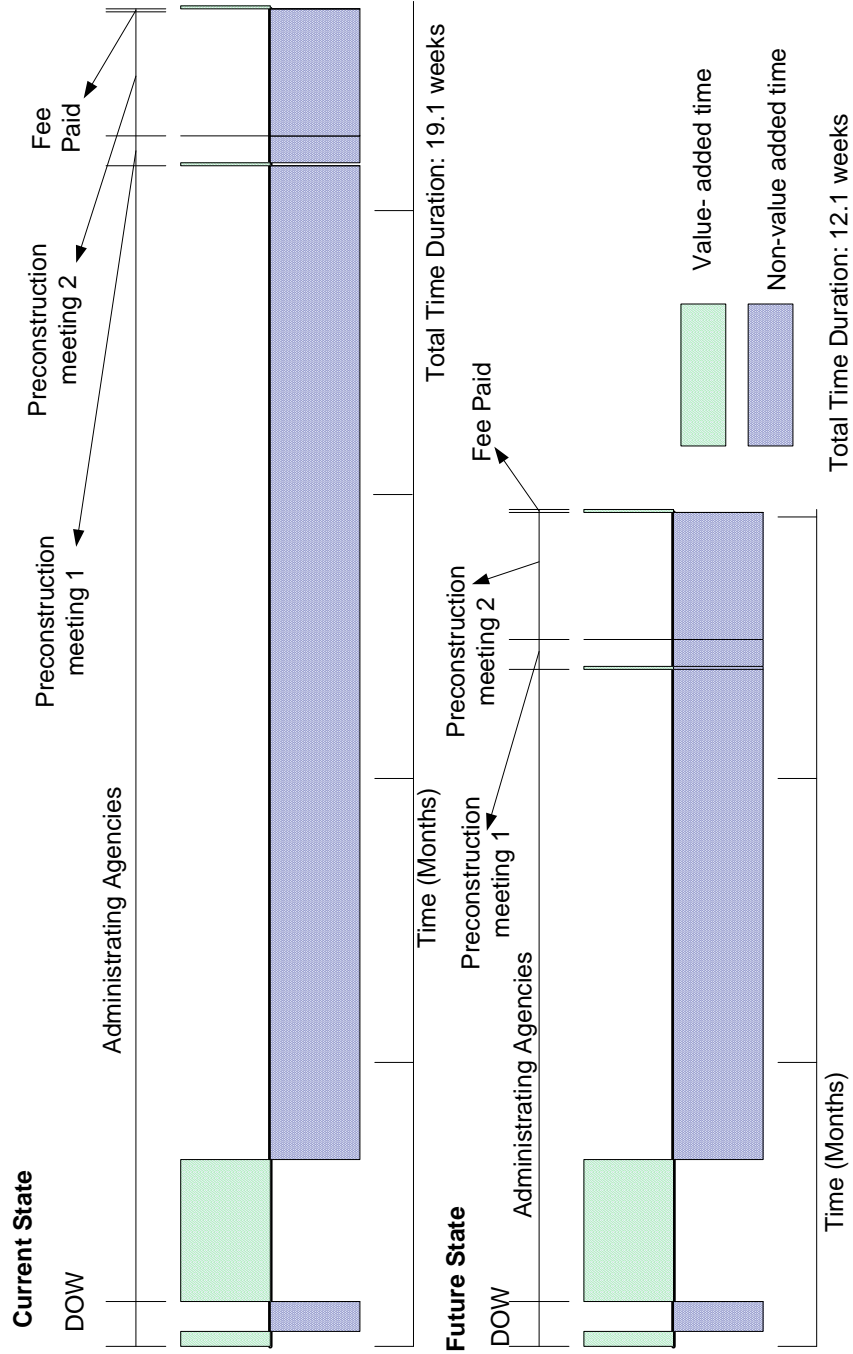 Current State
DOW
Administrating Agencies
Preconstruction
meeting 1
Preconstruction
meeting 2
Fee
Paid
Time (Months)
Total Time Duration: 19.1 weeks
Future State
DOW
Administrating Agencies
Preconstruction
meeting 1
Preconstruction
meeting 2
Fee Paid
Time (Months)
Value- added time
Non-value added time
Total Time Duration: 12.1 weeks